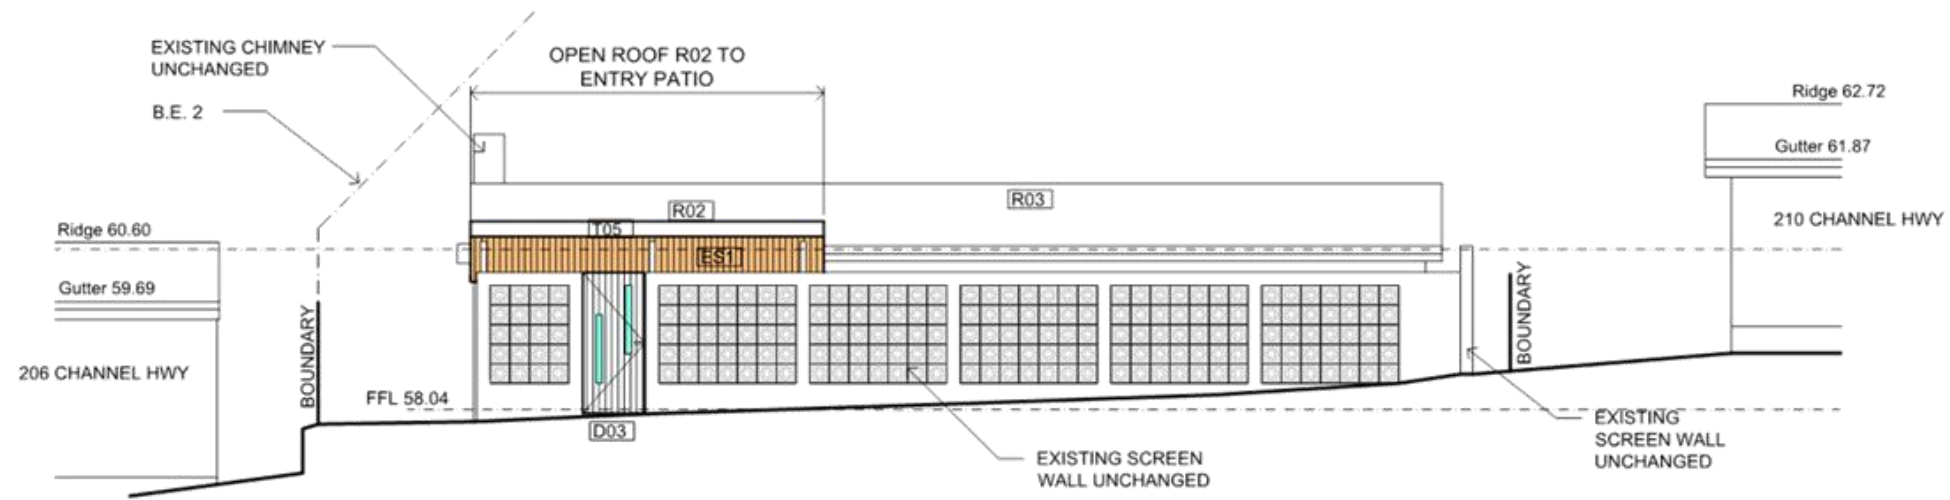 EXISTING CHIMNEY
UNCHANGED
B.E. 2
OPEN ROOF R02 TO
ENTRY PATIO
Ridge 62.72
Gutter 61.87
210 CHANNEL HWY
R03
R02
T05
ES1
Ridge 60.60
Gutter 59.69
206 CHANNEL HWY
BOUNDARY
FFL 58.04
D03
BOUNDARY
EXISTING SCREEN
WALL UNCHANGED
EXISTING
SCREEN WALL
UNCHANGED